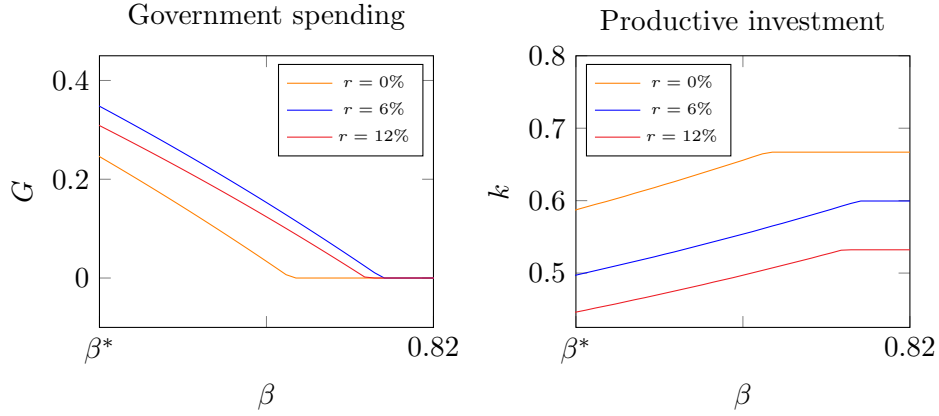 Government spending
0.4
0.2
0
G
r = 0%
r = 6%
r = 12%
β*
0.82
β
Productive investment
0.8
0.7
0.6
0.5
k
r = 0%
r = 6%
r = 12%
β*
0.82
β